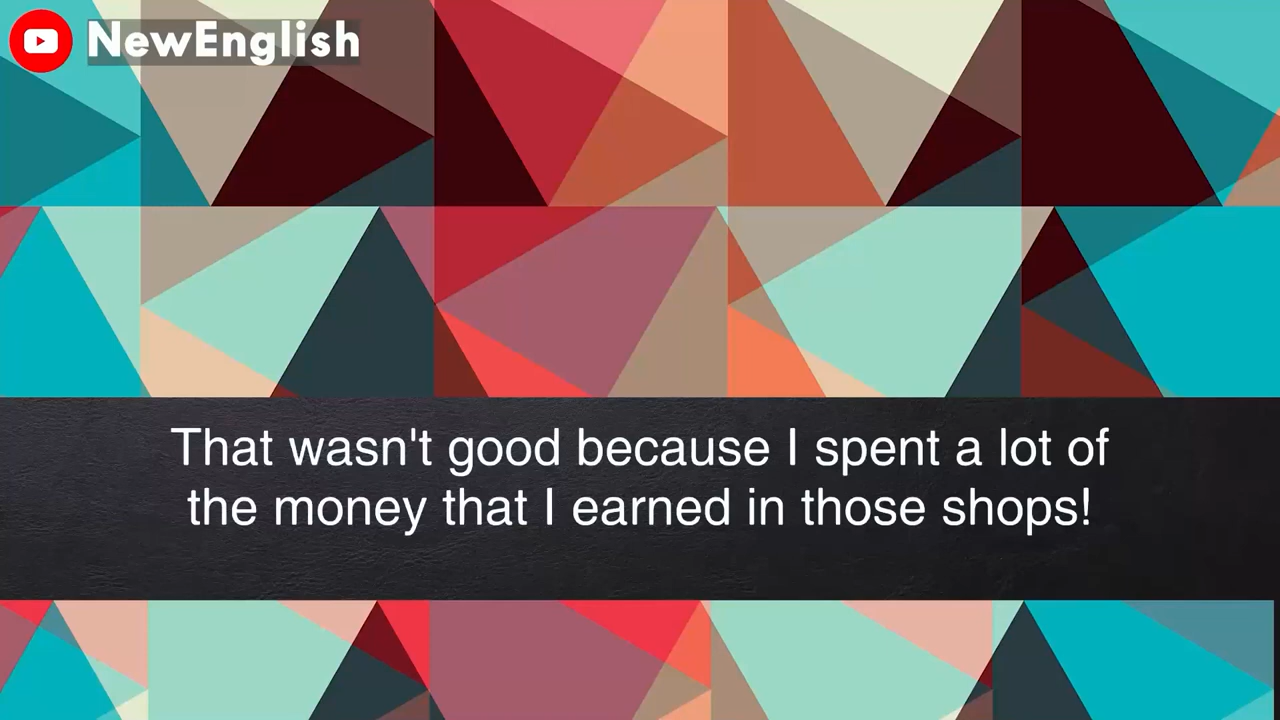 NewEnglish
That wasn't good because I spent a lot of
the money that I earned in those shops!